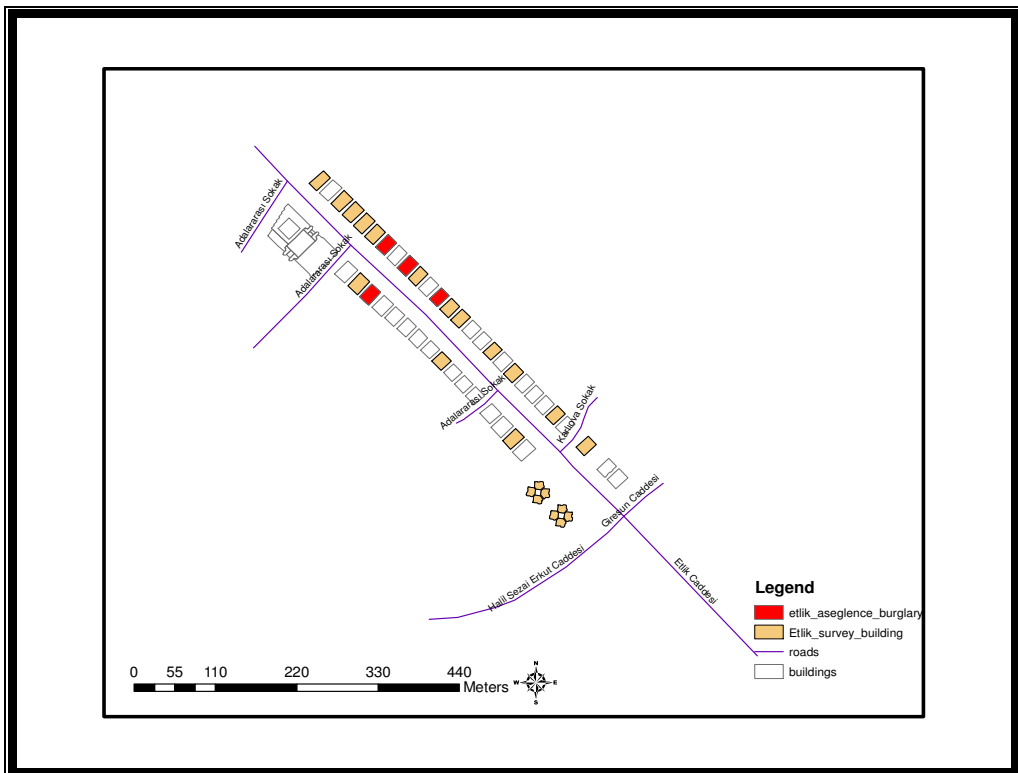 Adalararası Sokak
Adalararası Sokak
Adalararası Sokak
Karlıova Sokak
Giresun Caddesi
Halil Sezai Erkut Caddesi
Etlik Caddesi
Legend
etlik_aseglence_burglary
Etlik_survey_building
roads
buildings
0 55 110 220 330 440
Meters
N
W E
S